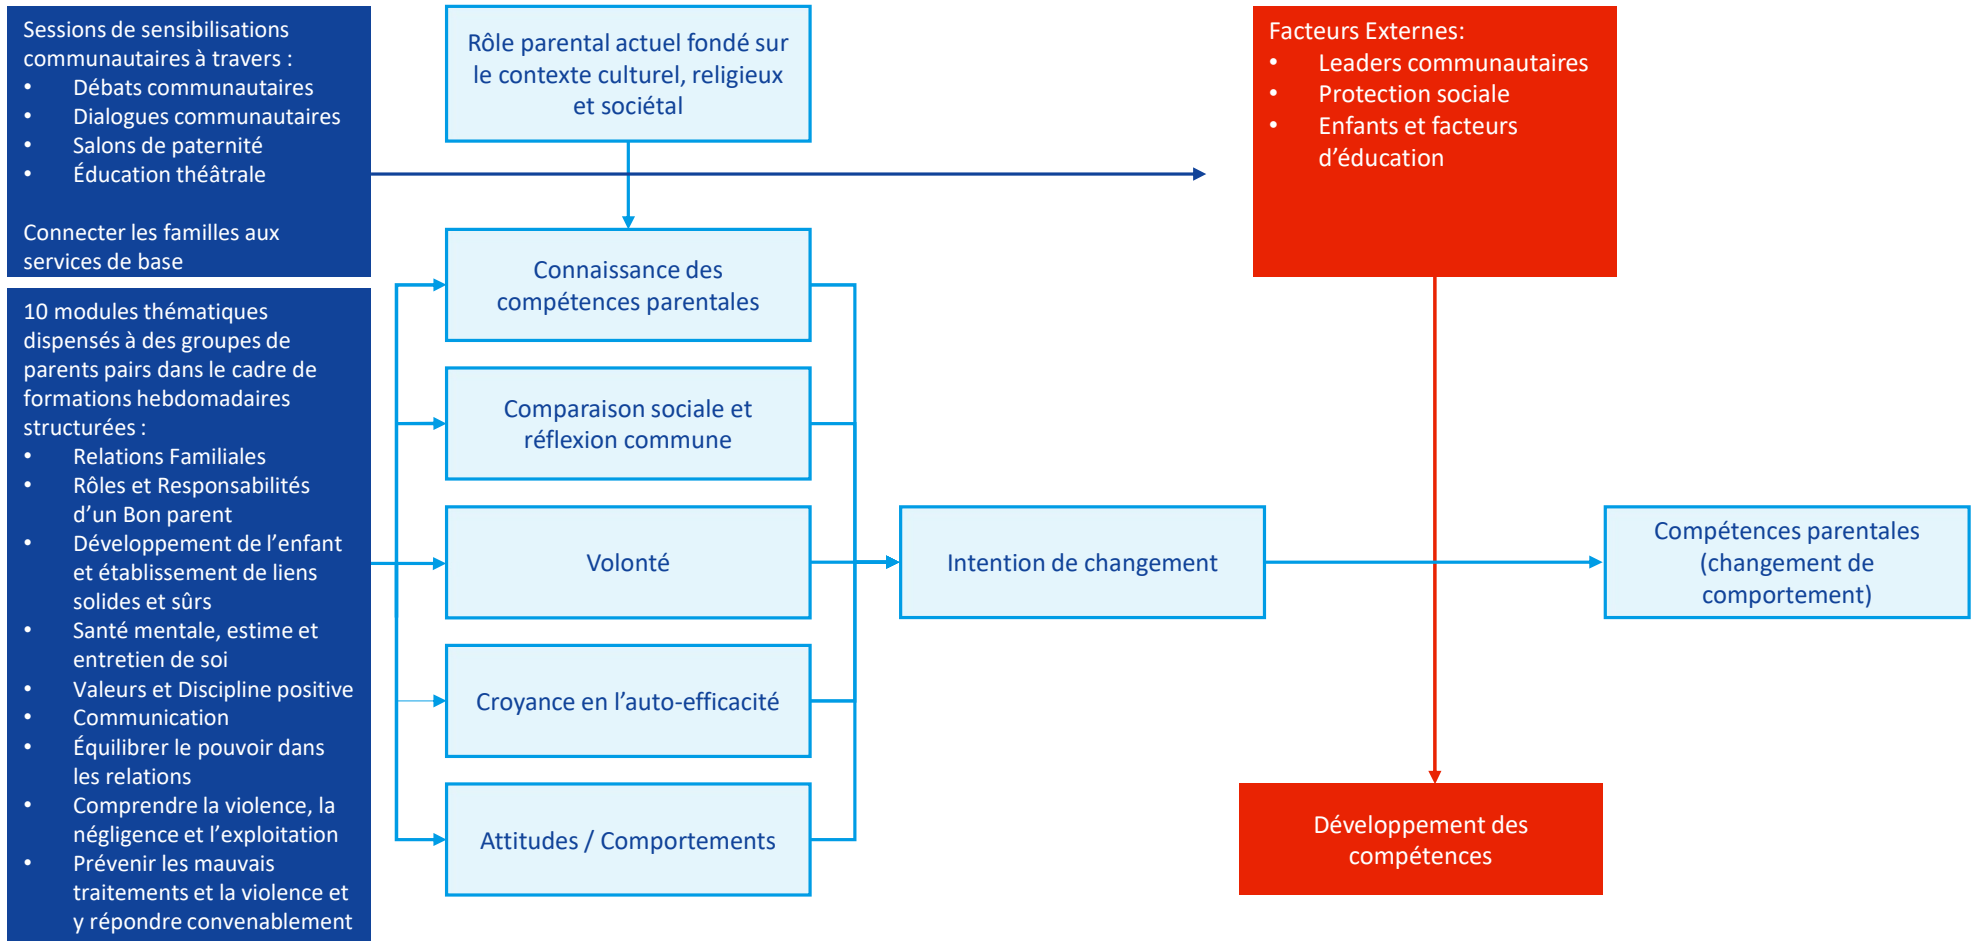 Sessions de sensibilisations
communautaires à travers :
• Débats communautaires
• Dialogues communautaires
• Salons de paternité
• Éducation théâtrale
Connecter les familles aux
services de base
10 modules thématiques
dispensés à des groupes de
parents pairs dans le cadre de
formations hebdomadaires
structurées :
• Relations Familiales
• Rôles et Responsabilités
d’un Bon parent
• Développement de l’enfant
et établissement de liens
solides et sûrs
• Santé mentale, estime et
entretien de soi
• Valeurs et Discipline positive
• Communication
• Équilibrer le pouvoir dans
les relations
• Comprendre la violence, la
négligence et l’exploitation
• Prévenir les mauvais
traitements et la violence et
y répondre convenablement
Rôle parental actuel fondé sur
le contexte culturel, religieux
et sociétal
Connaissance des
compétences parentales
Comparaison sociale et
réflexion commune
Volonté
Croyance en l’auto-efficacité
Attitudes / Comportements
Intention de changement
Facteurs Externes:
• Leaders communautaires
• Protection sociale
• Enfants et facteurs
d’éducation
Développement des
compétences
Compétences parentales
(changement de
comportement)